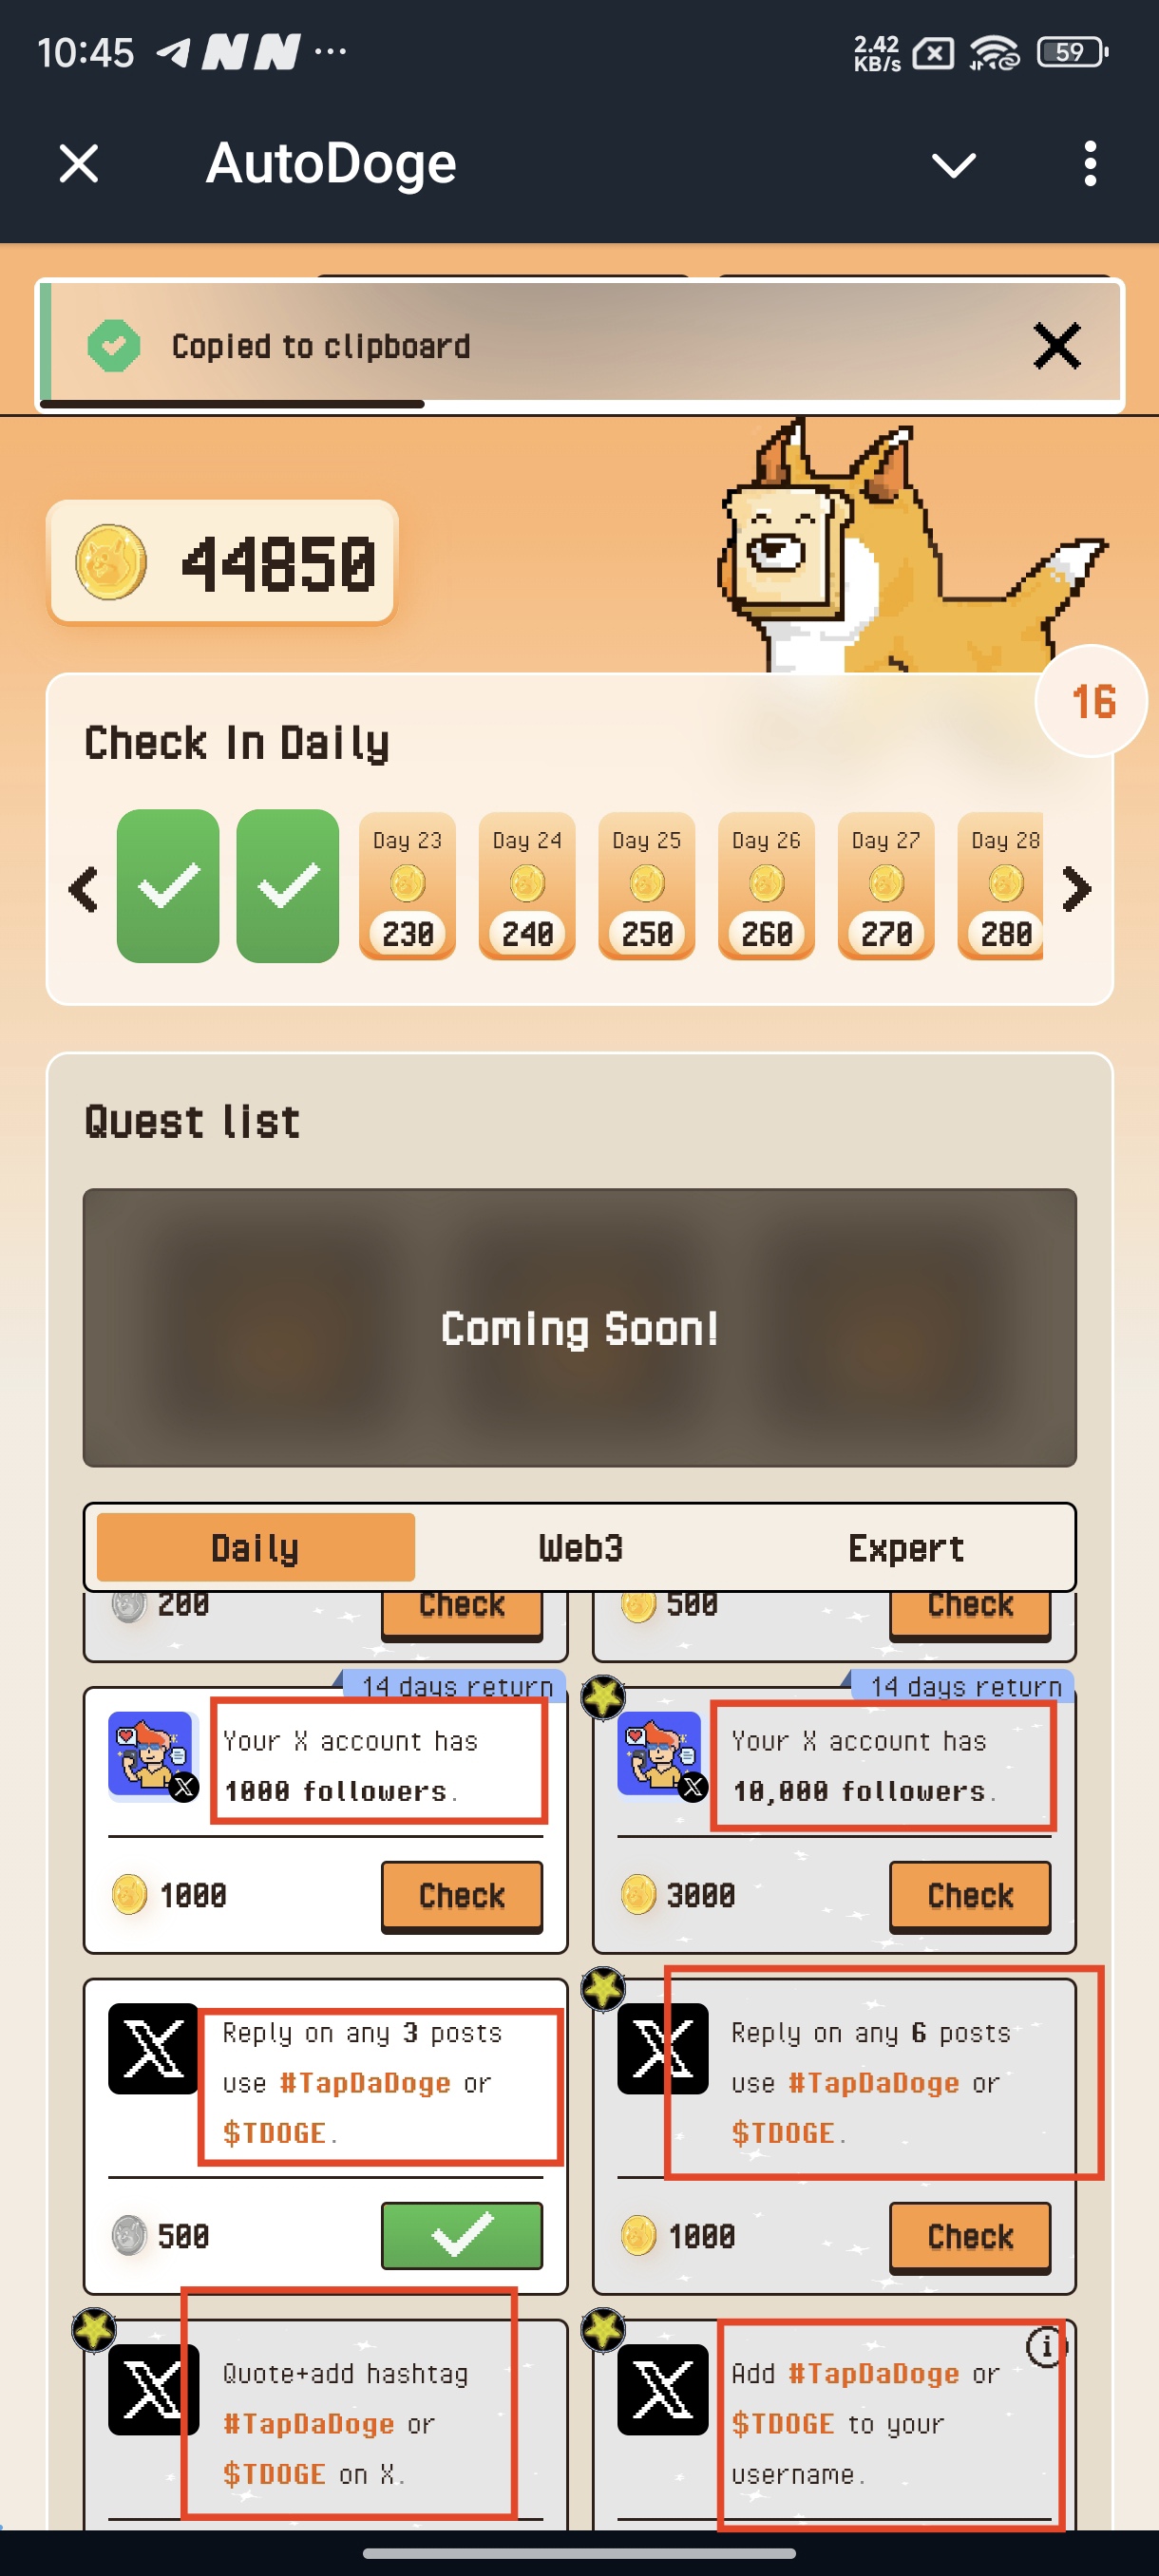 10:45
2.42
KB/s
59
AutoDoge
Copied to clipboard
44850
16
Check In Daily
Day 23
Day 24
Day 25
Day 26
Day 27
Day 28
230
240
250
260
270
280
Quest list
Coming Soon!
Daily
Web3
Expert
200
Check
500
Check
14 days return
Your X account has
1000 followers.
1000
Check
14 days return
Your X account has
10,000 followers.
3000
Check
Reply on any 3 posts
use #TapDaDoge or
$TDOGE.
500
Reply on any 6 posts
use #TapDaDoge or
$TDOGE.
1000
Check
Quote+add hashtag
#TapDaDoge or
$TDOGE on X.
Add #TapDaDoge or
$TDOGE to your
username.